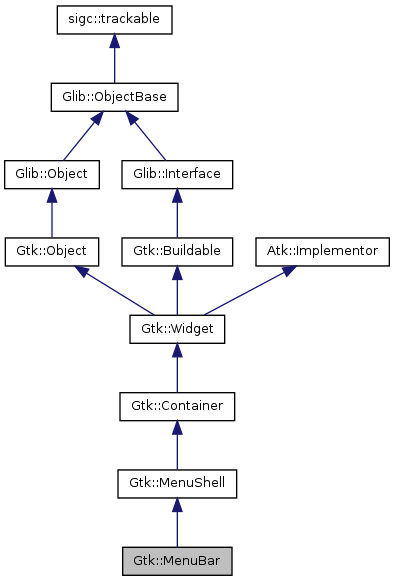 sigc::trackable
Glib::ObjectBase
Glib::Object
Glib::Interface
Gtk::Object
Gtk::Buildable
Atk::Implementor
Gtk::Widget
Gtk::Container
Gtk::MenuShell
Gtk::MenuBar